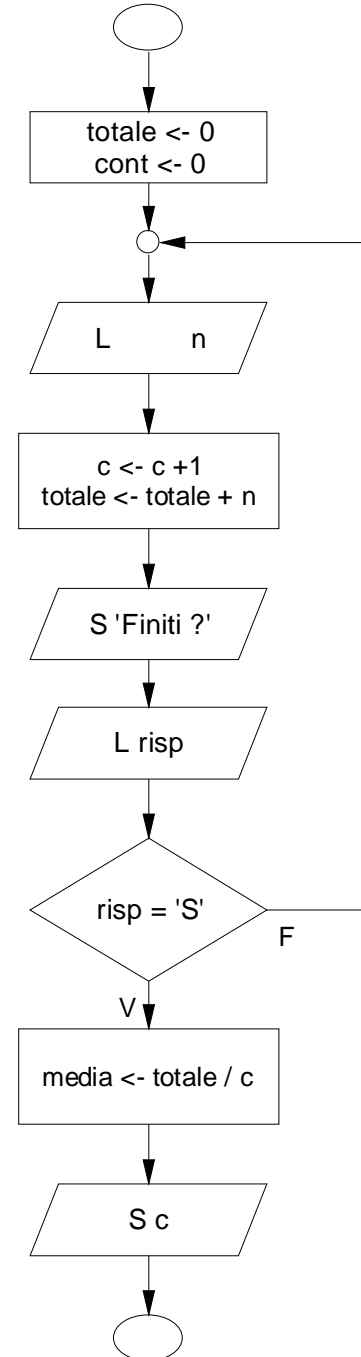 totale <- 0
cont <- 0
L n
c <- c +1
totale <- totale + n
S 'Finiti ?'
L risp
risp = 'S'
F
V
media <- totale / c
S c